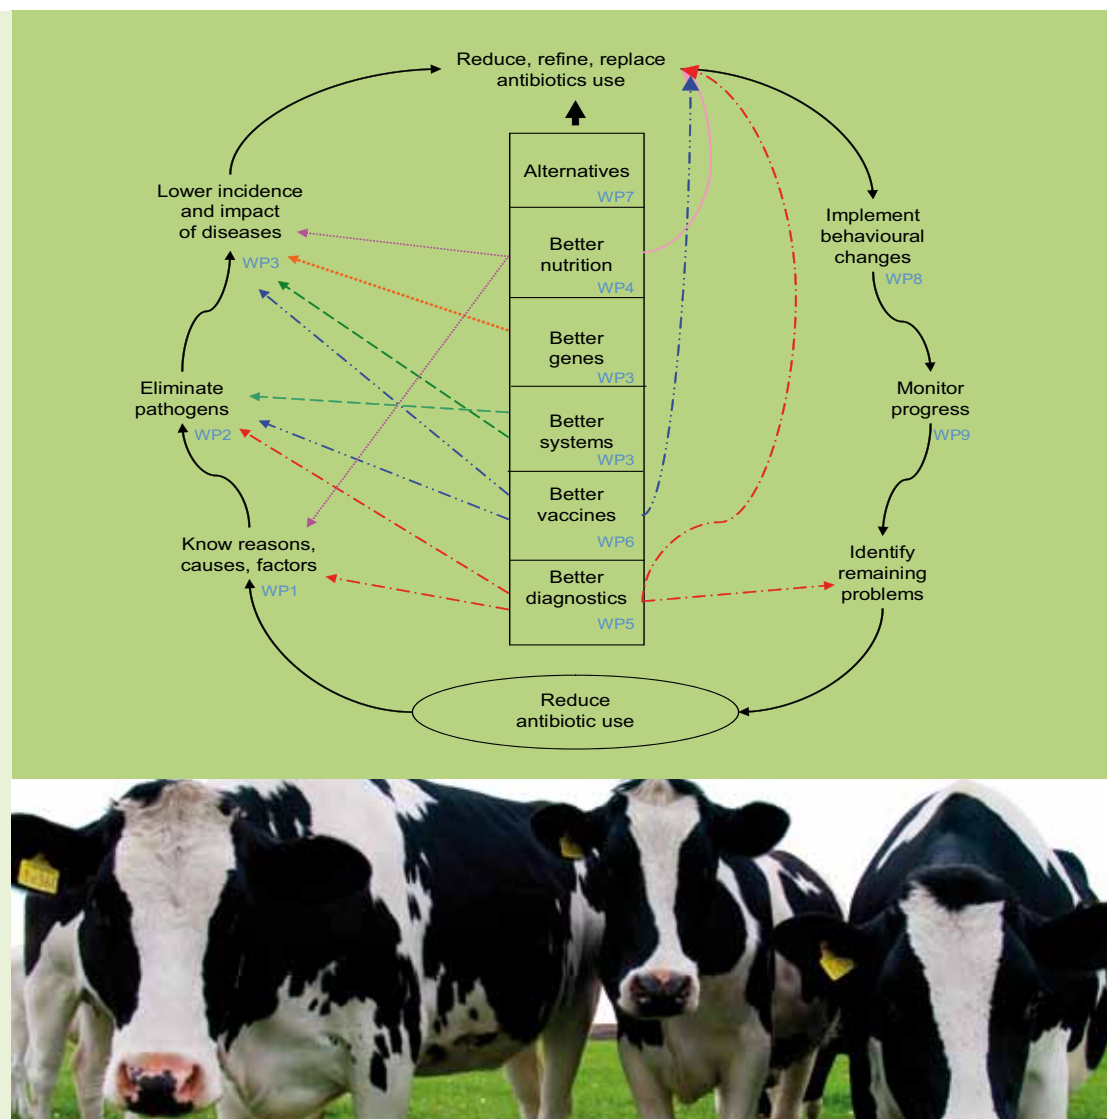 Reduce, refine, replace
antibiotics use
Alternatives
WP7
Better
nutrition
WP4
Better
genes
WP3
Better
systems
WP3
Better
vaccines
WP6
Better
diagnostics
WP5
Lower incidence
and impact
of diseases
WP3
Eliminate
pathogens
WP2
Know reasons,
causes, factors
WP1
Implement
behavioural
changes
WP8
Monitor
progress
WP9
Identify
remaining
problems
Reduce
antibiotic use